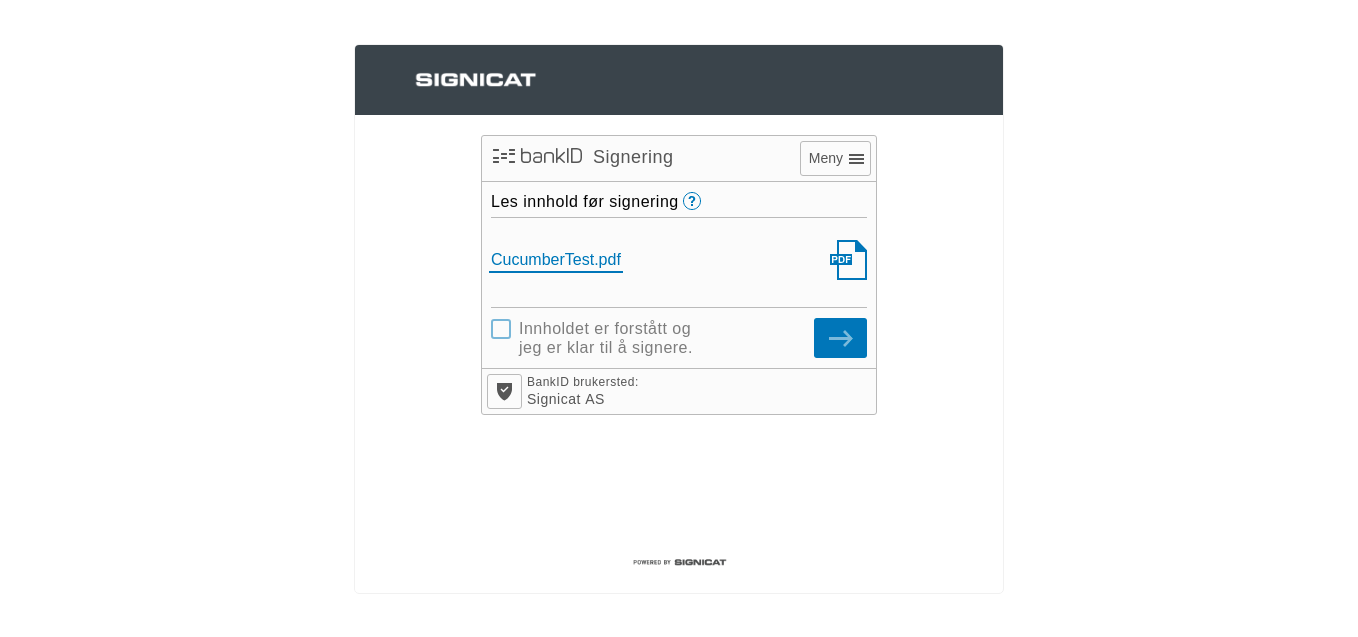 SIGNICAT
bankID Signering
Meny
Les innhold før signering ?
CucumberTest.pdf
PDF
Innholdet er forstått og
jeg er klar til å signere.
BankID brukersted:
Signicat AS
POWERED BY SIGNICAT